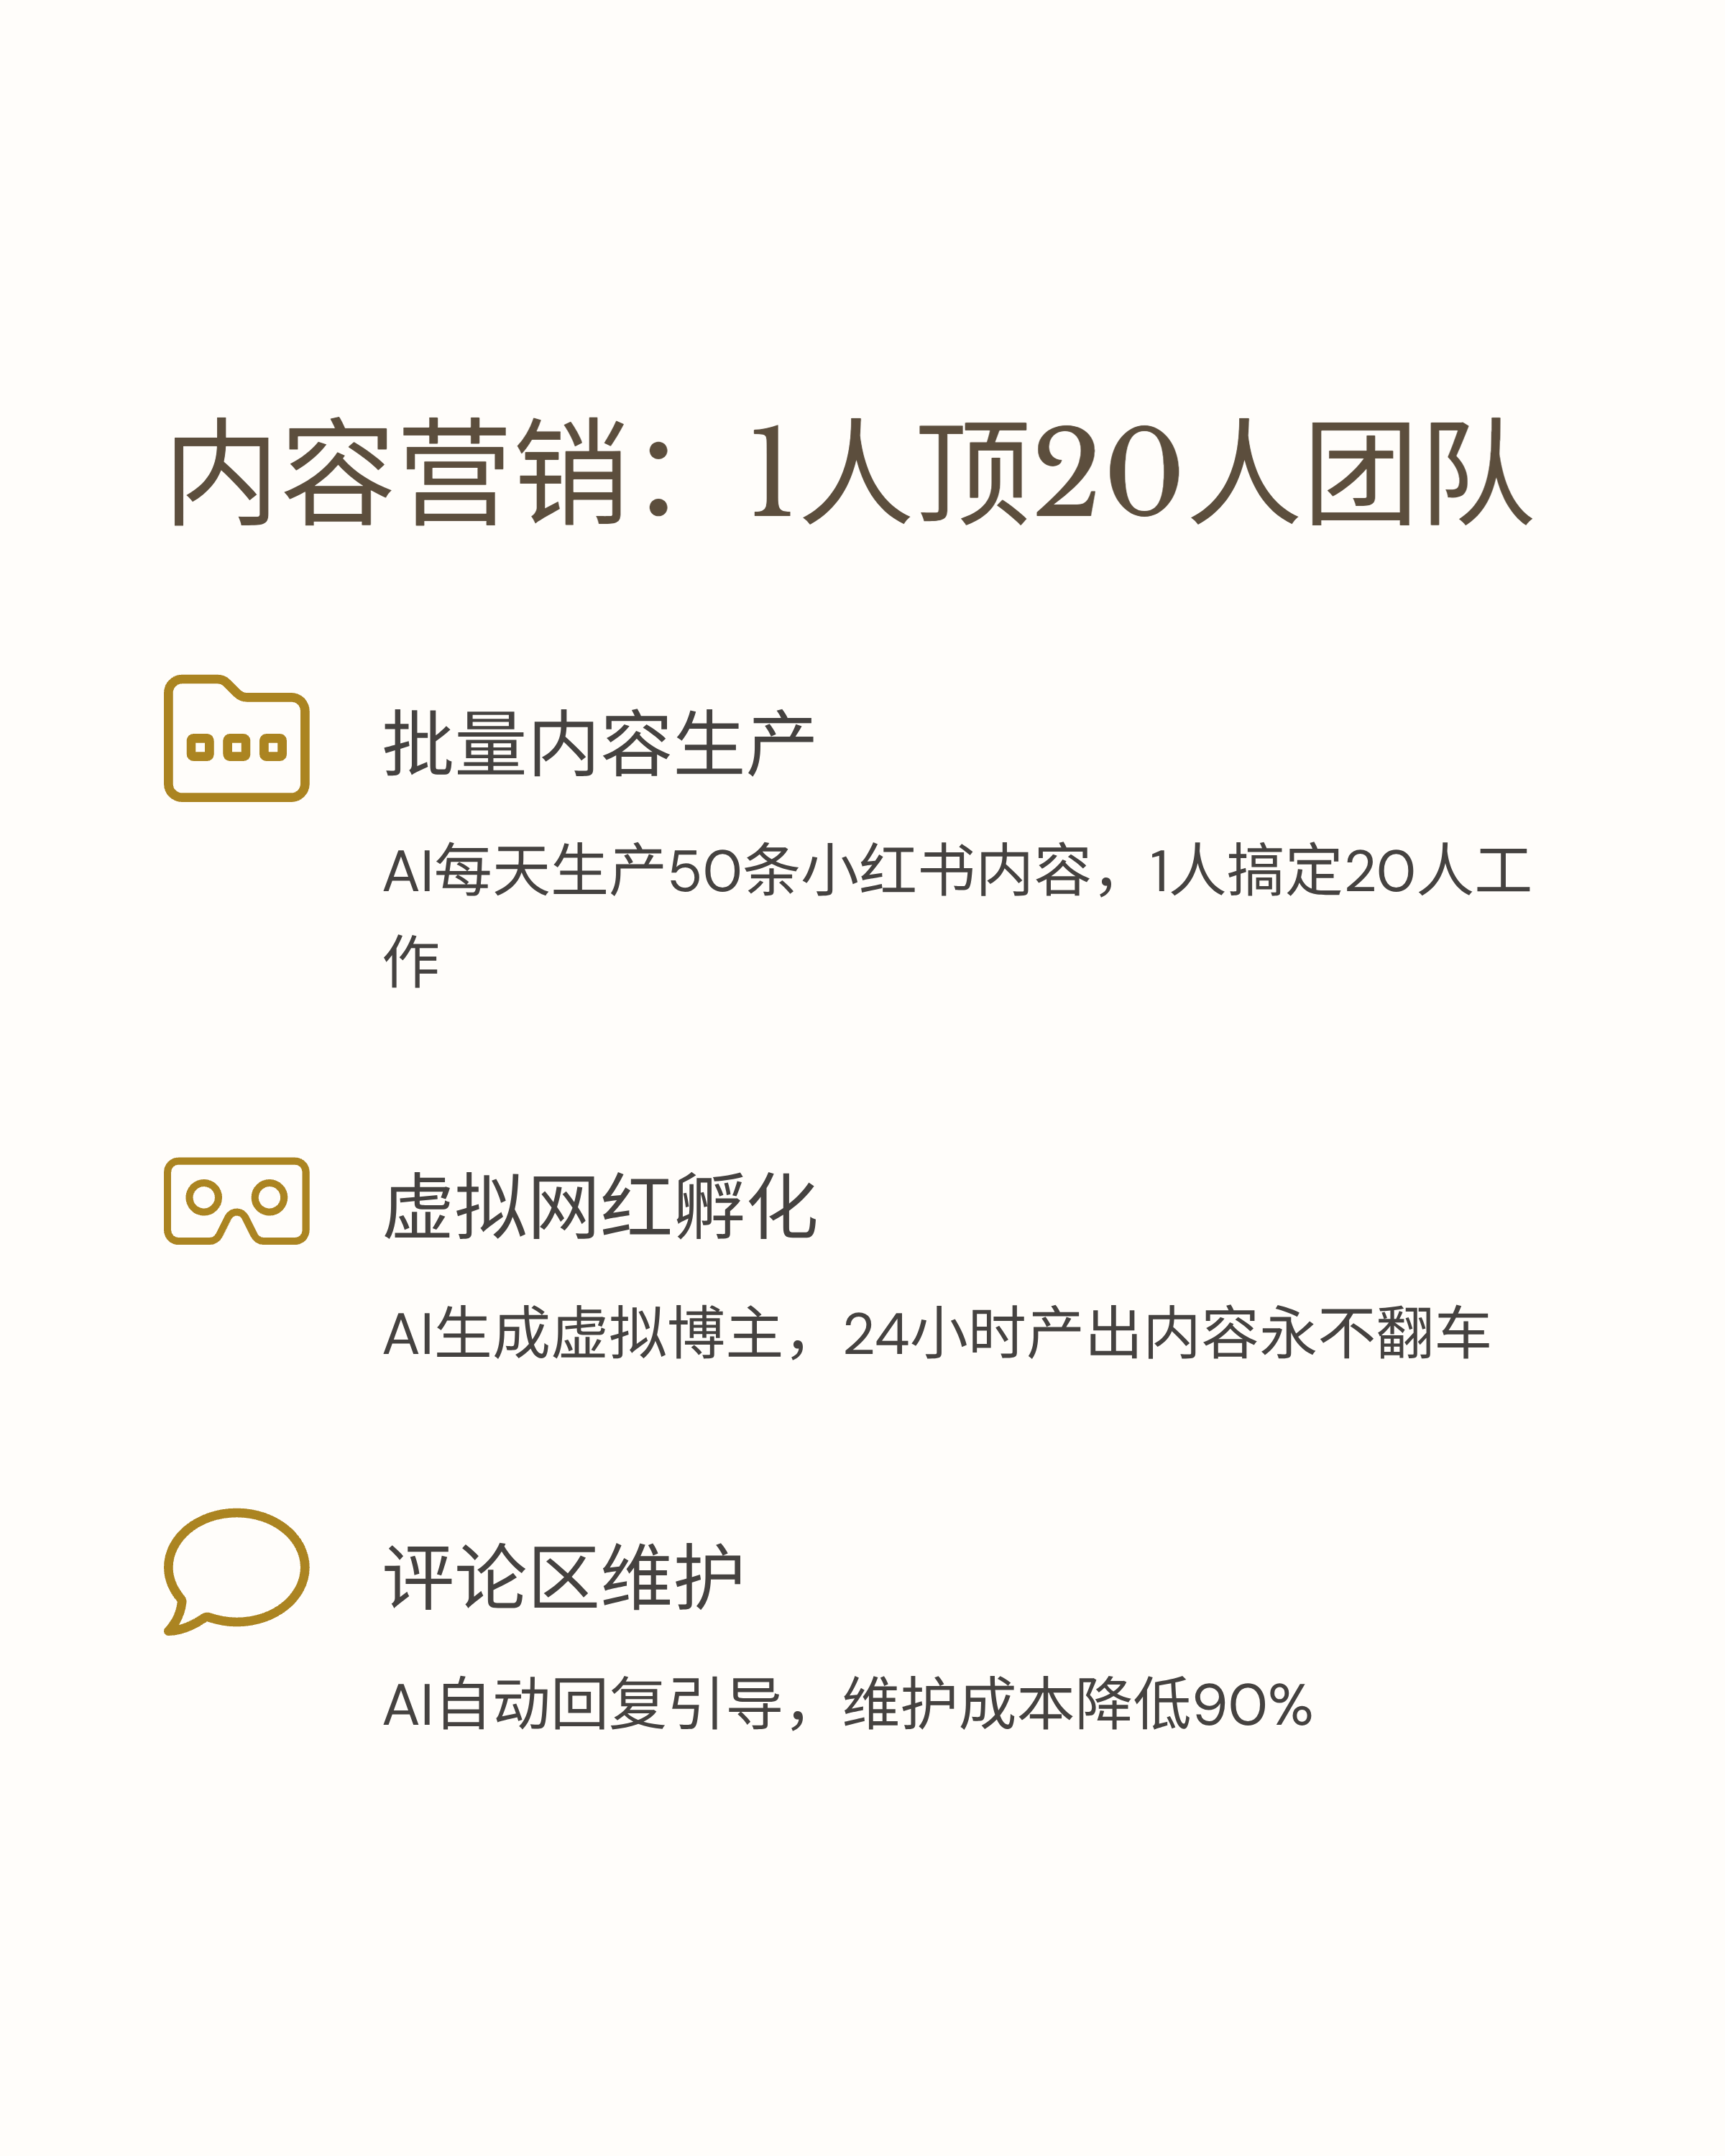 内容营销：1人顶20人团队
批量内容生产
AI每天生产50条小红书内容，1人搞定20人工
作
虚拟网红孵化
AI生成虚拟博主，24小时产出内容永不翻车
评论区维护
AI自动回复引导，维护成本降低90%